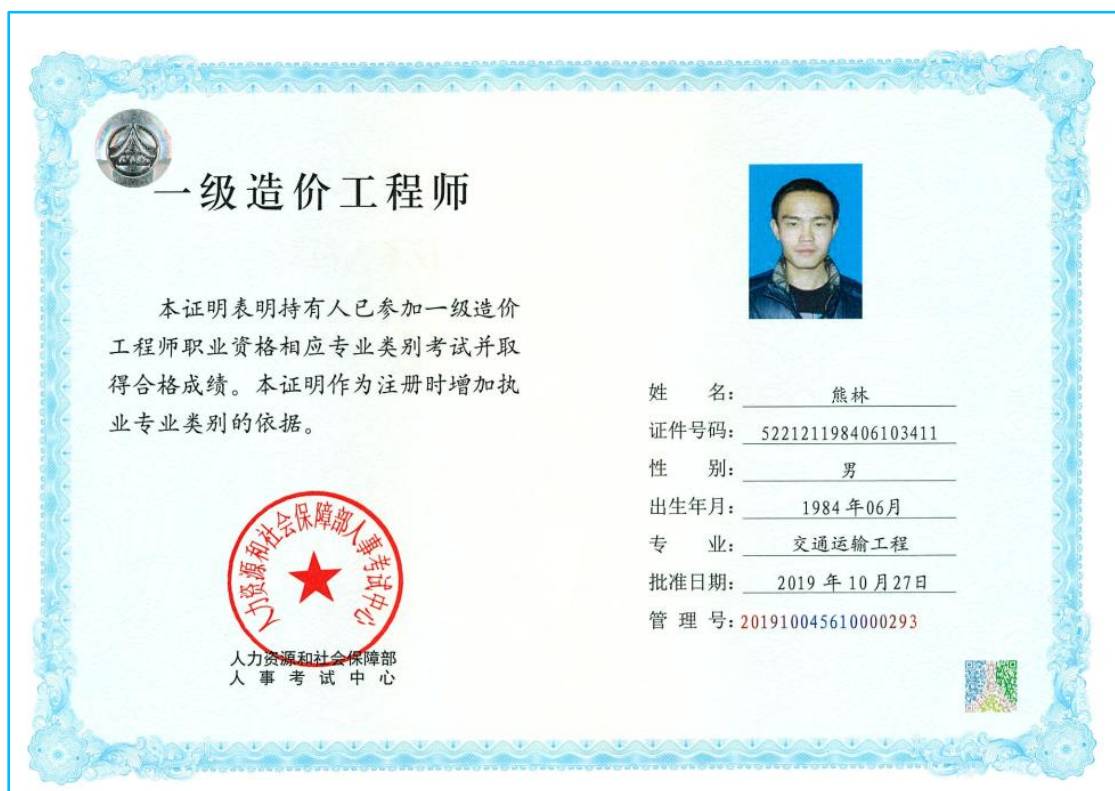 一级造价工程师
本证明表明持有人已参加一级造价
工程师职业资格相应专业类别考试并取
得合格成绩。本证明作为注册时增加执
业专业类别的依据。
人力资源和社会保障部人事考试中心
人力资源和社会保障部
人事考试中心
姓名：熊林
证件号码：522121198406103411
性别：男
出生年月：1984年06月
专业：交通运输工程
批准日期：2019年10月27日
管理号：201910045610000293